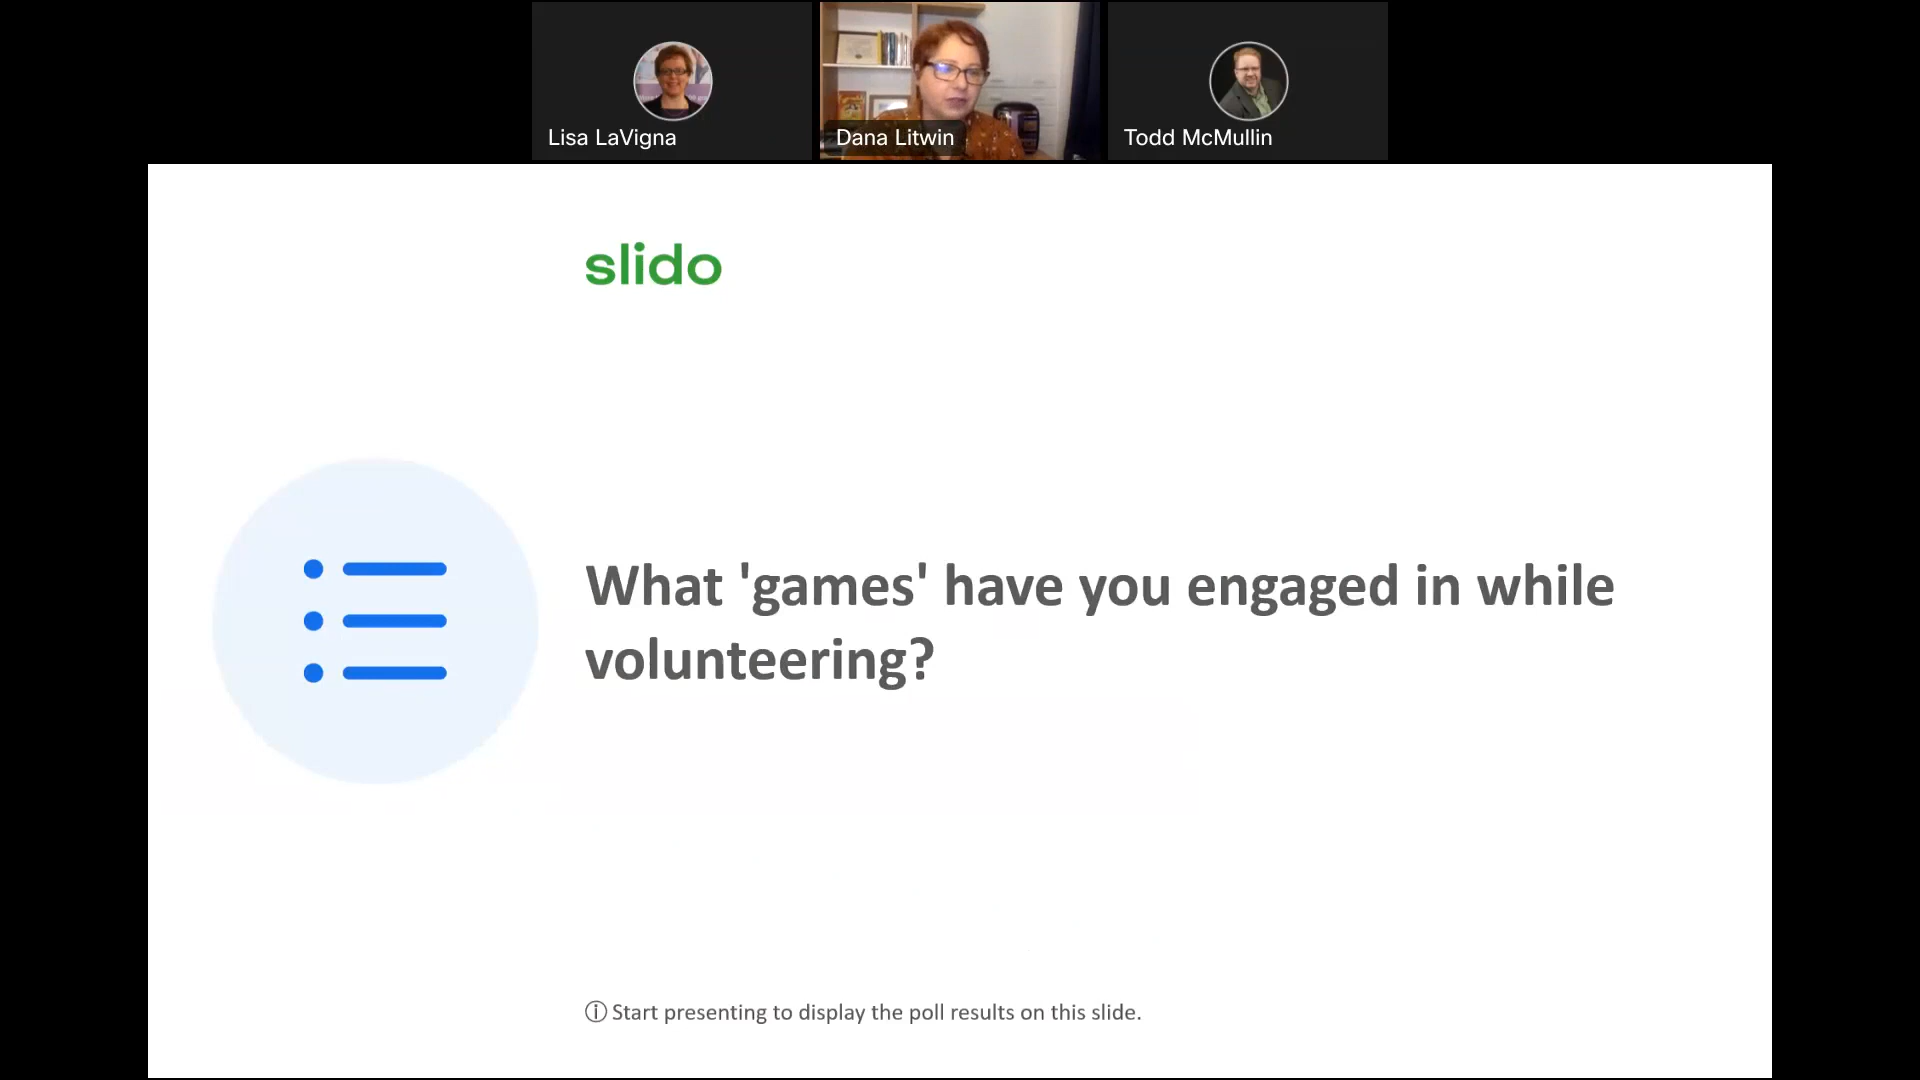 Lisa LaVigna
Dana Litwin
Todd McMullin
slido
What 'games' have you engaged in while
volunteering?
ⓘ Start presenting to display the poll results on this slide.